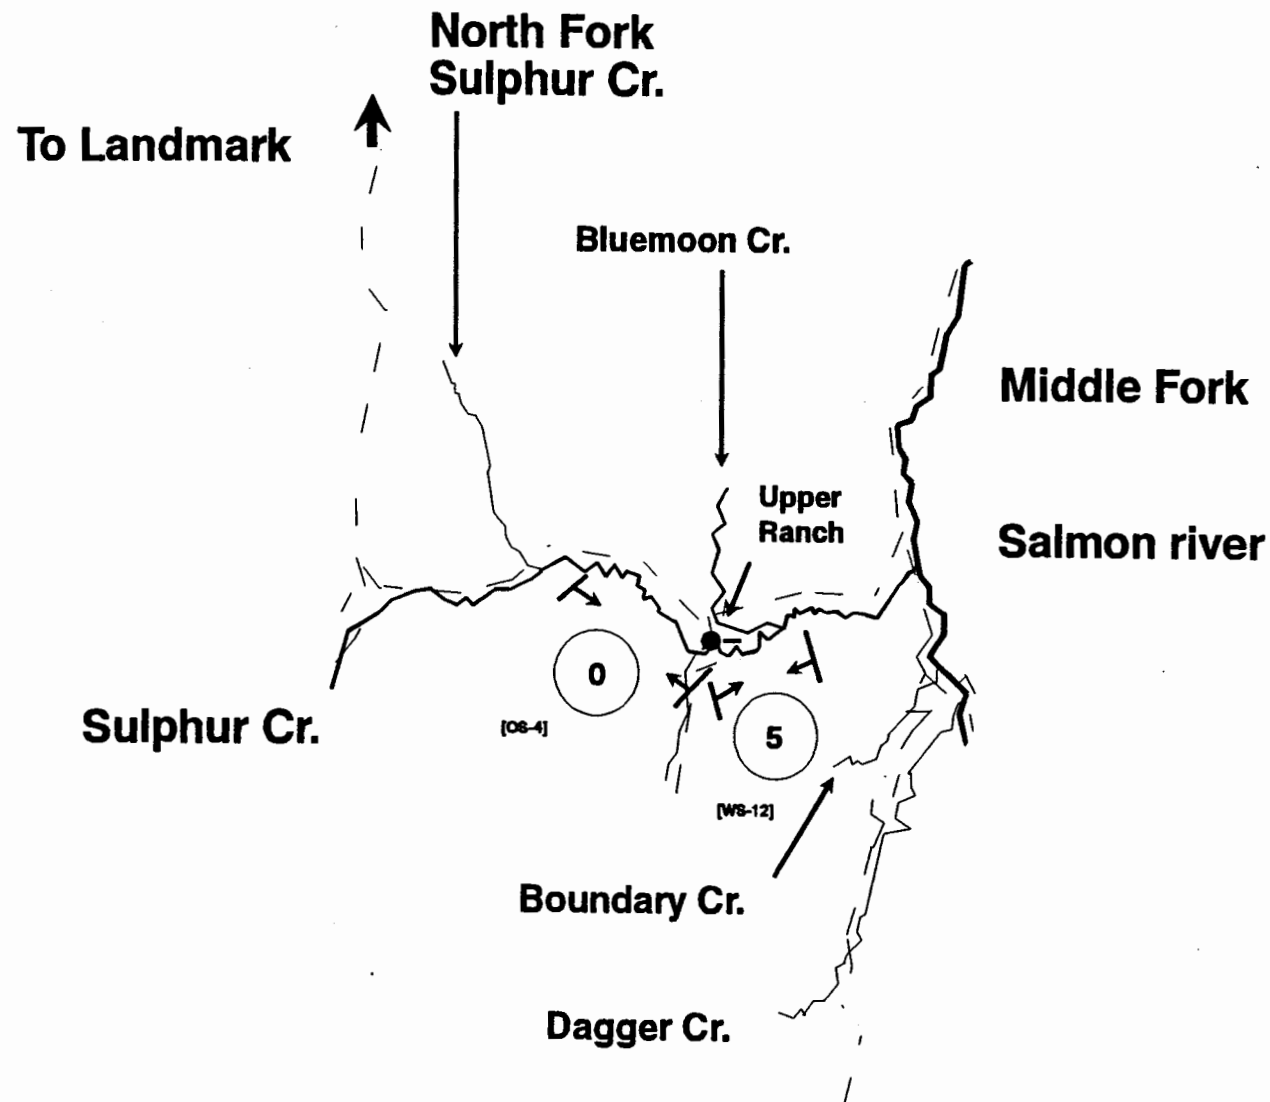 North Fork
Sulphur Cr.
To Landmark
Bluemoon Cr.
Middle Fork
Upper
Ranch
Salmon river
0
Sulphur Cr.
[OS-4]
5
[WS-12]
Boundary Cr.
Dagger Cr.